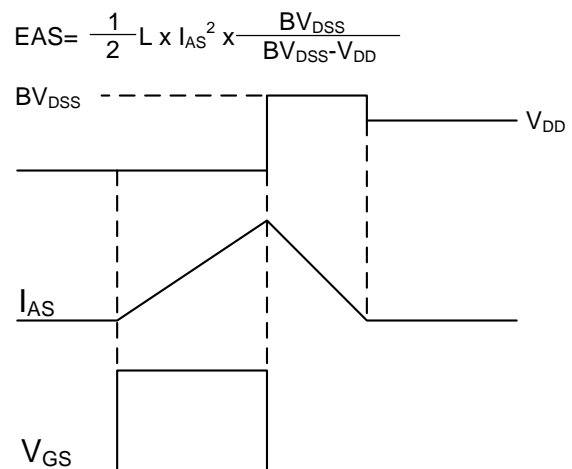 EAS= 1/2 L x I_AS^2 x BV_DSS/BV_DSS-V_DD
BV_DSS
V_DD
I_AS
V_GS